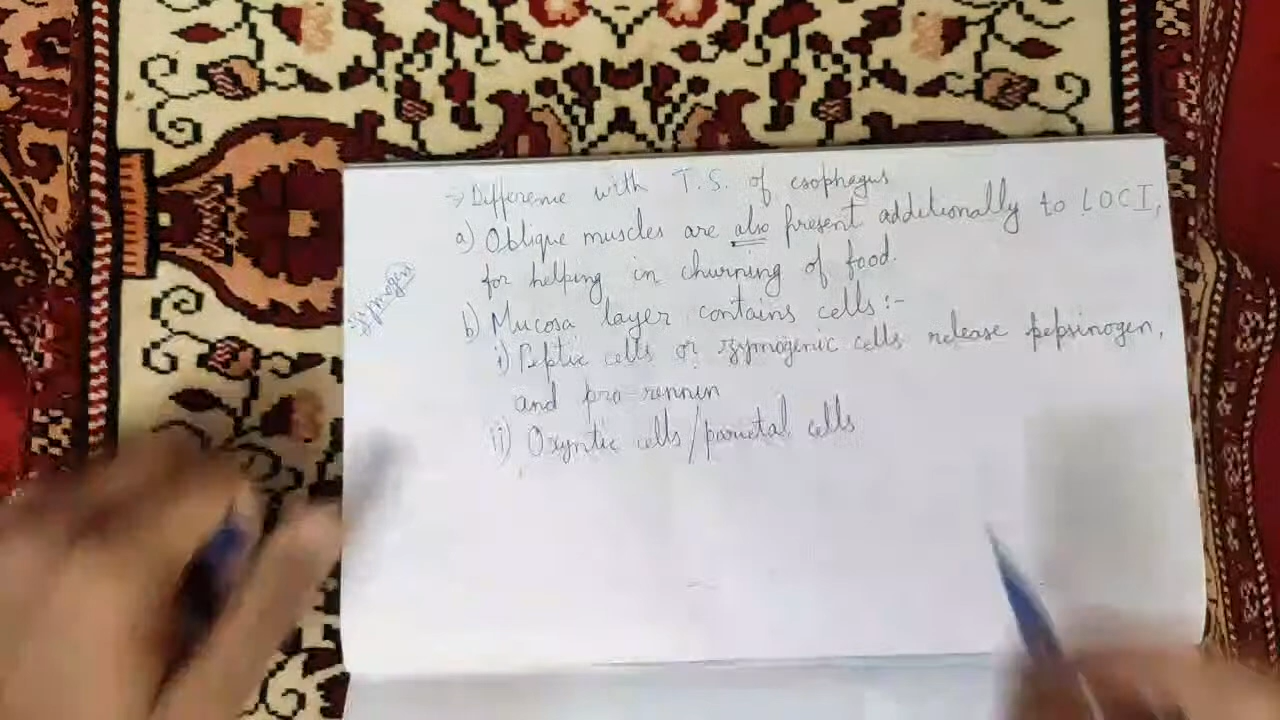 → Difference with T.S. of esophagus
a) Oblique muscles are also present additionally to LOCI,
for helping in churning of food.
b) Mucosa layer contains cells:-
i) Peptic cells or zymogenic cells release pepsinogen,
and pro-rennin
ii) Oxyntic cells/parietal cells